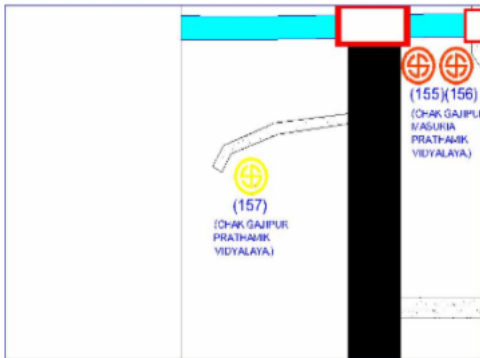 (155)(156)
(CHAK GAJIPUR
MASURIA
PRATHAMIK
VIDYALAYA.)
(157)
(CHAK GAJIPUR
PRATHAMIK
VIDYALAYA.)